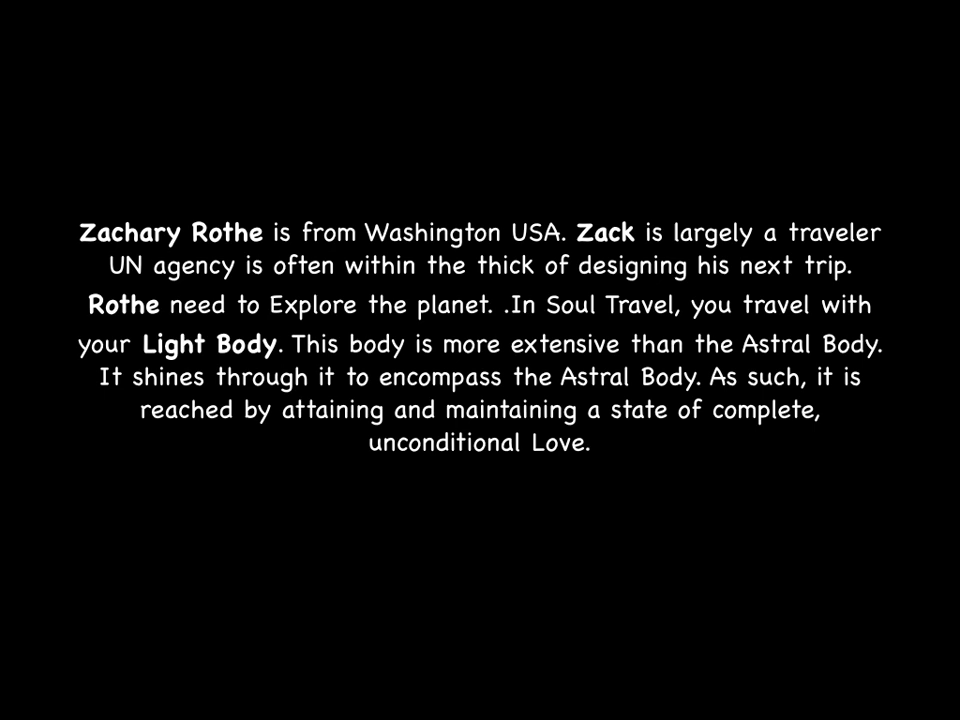 Zachary Rothe is from Washington USA. Zack is largely a traveler
UN agency is often within the thick of designing his next trip.
Rothe need to Explore the planet. .In Soul Travel, you travel with
your Light Body. This body is more extensive than the Astral Body.
It shines through it to encompass the Astral Body. As such, it is
reached by attaining and maintaining a state of complete,
unconditional Love.